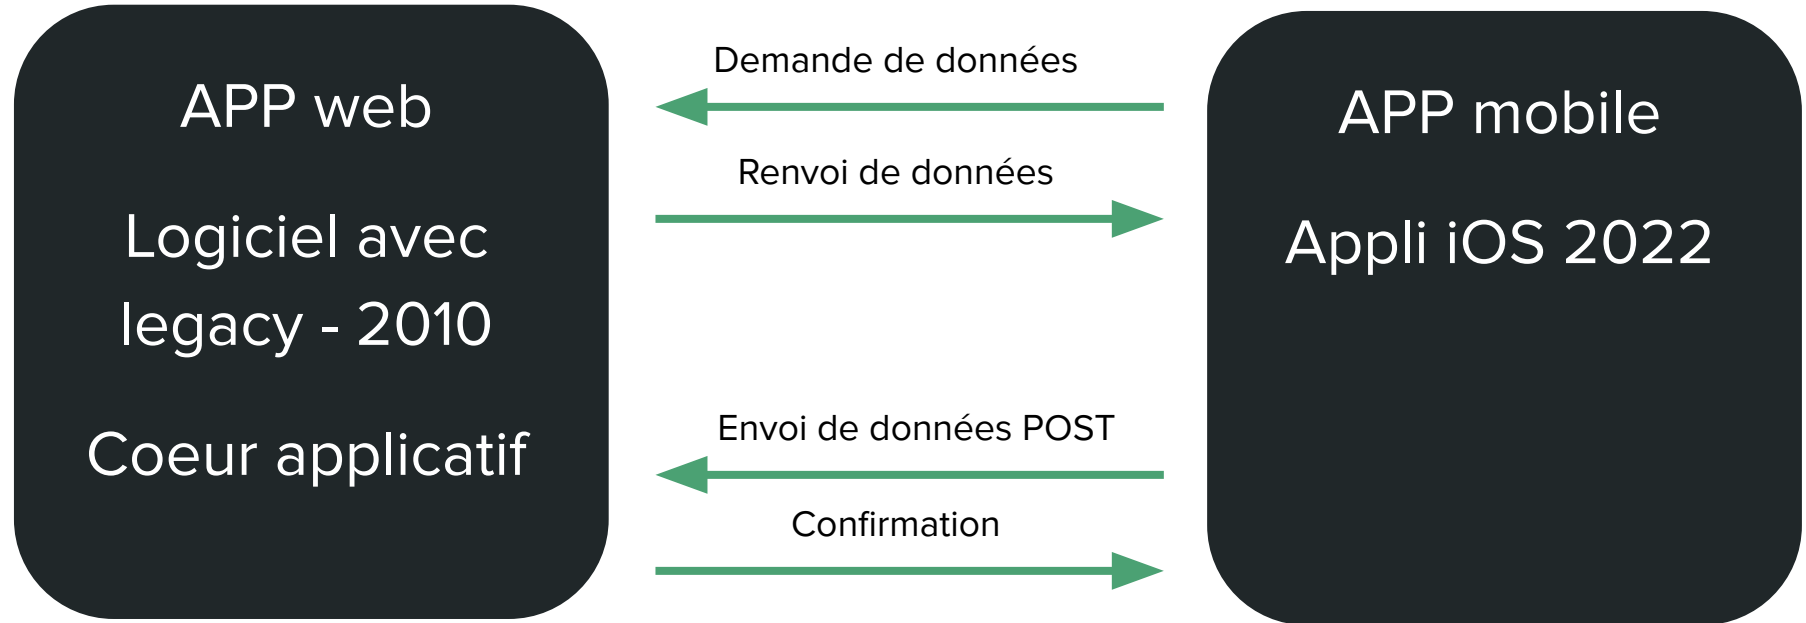 APP web
Logiciel avec
legacy - 2010
Coeur applicatif
Demande de données
Renvoi de données
Envoi de données POST
Confirmation
APP mobile
Appli iOS 2022